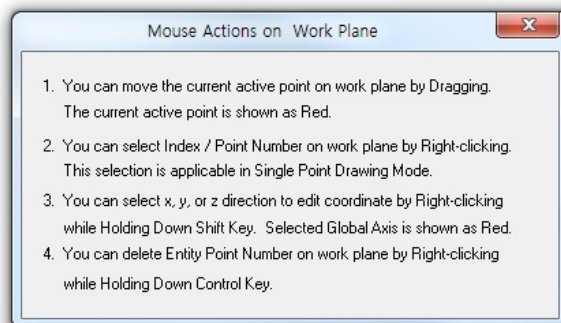 Mouse Actions on Work Plane
1. You can move the current active point on work plane by Dragging.
The current active point is shown as Red.
2. You can select Index / Point Number on work plane by Right-clicking.
This selection is applicable in Single Point Drawing Mode.
3. You can select x, y, or z direction to edit coordinate by Right-clicking
while Holding Down Shift Key. Selected Global Axis is shown as Red.
4. You can delete Entity Point Number on work plane by Right-clicking
while Holding Down Control Key.